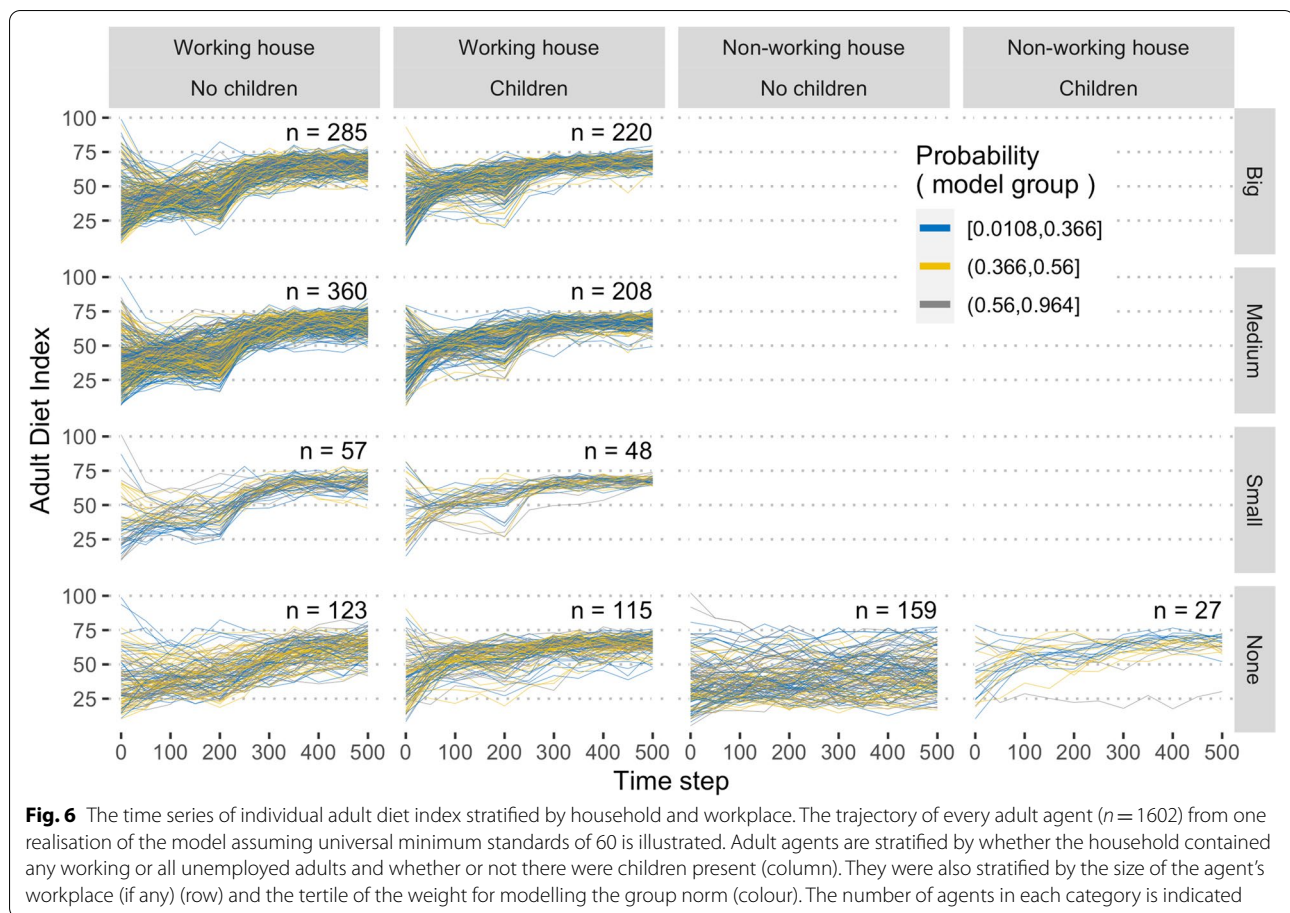 Working house Working house Non-working house Non-working house
No children Children No children Children
100
75
50
25
n = 285
n = 220
Big
Probability
( model group )
[0.0108,0.366]
(0.366,0.56]
(0.56,0.964]
100
75
50
25
n = 360
n = 208
Medium
Adult Diet Index
100
75
50
25
n = 57
n = 48
Small
100
75
50
25
n = 123
n = 115
n = 159
n = 27
None
0 100 200 300 400 500 0 100 200 300 400 500 0 100 200 300 400 500 0 100 200 300 400 500
Time step
Fig. 6 The time series of individual adult diet index stratified by household and workplace. The trajectory of every adult agent (n = 1602) from one
realisation of the model assuming universal minimum standards of 60 is illustrated. Adult agents are stratified by whether the household contained
any working or all unemployed adults and whether or not there were children present (column). They were also stratified by the size of the agent's
workplace (if any) (row) and the tertile of the weight for modelling the group norm (colour). The number of agents in each category is indicated